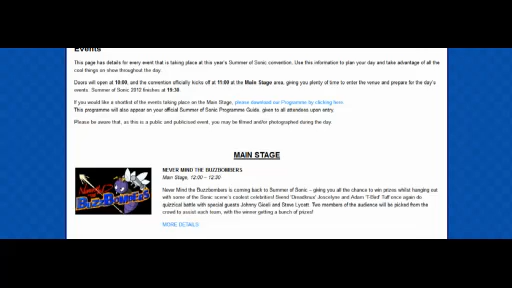 Events
This page has details for every event that is taking place at this year's Summer of Sonic convention. Use this information to plan your day and take advantage of all the
cool things on show throughout the day.
Doors will open at 10:00, and the convention officially kicks off at 11:00 at the Main Stage area, giving you plenty of time to enter the venue and prepare for the day's
events. Summer of Sonic 2012 finishes at 19:30.
If you would like a shortlist of the events taking place on the Main Stage, please download our Programme by clicking here.
This programme will also appear on your official Summer of Sonic Programme Guide, given to all attendees upon entry.
Please be aware that, as this is a public and publicised event, you may be filmed and/or photographed during the day.
MAIN STAGE
NEVER MIND THE BUZZBOMBERS
Main Stage, 12:00 – 12:30
Never Mind the Buzzbombers is coming back to Summer of Sonic – giving you all the chance to win prizes whilst hanging out
with some of the Sonic scene's coolest celebrities! Svend 'Dreadknux' Joscelyne and Adam 'T-Bird' Tuff once again do
quizzical battle with special guests Johnny Gioeli and Steve Lycett. Two members of the audience will be picked from the
crowd to assist each team, with the winner getting a bunch of prizes!
MORE DETAILS
THE
BUZZBOMBERS